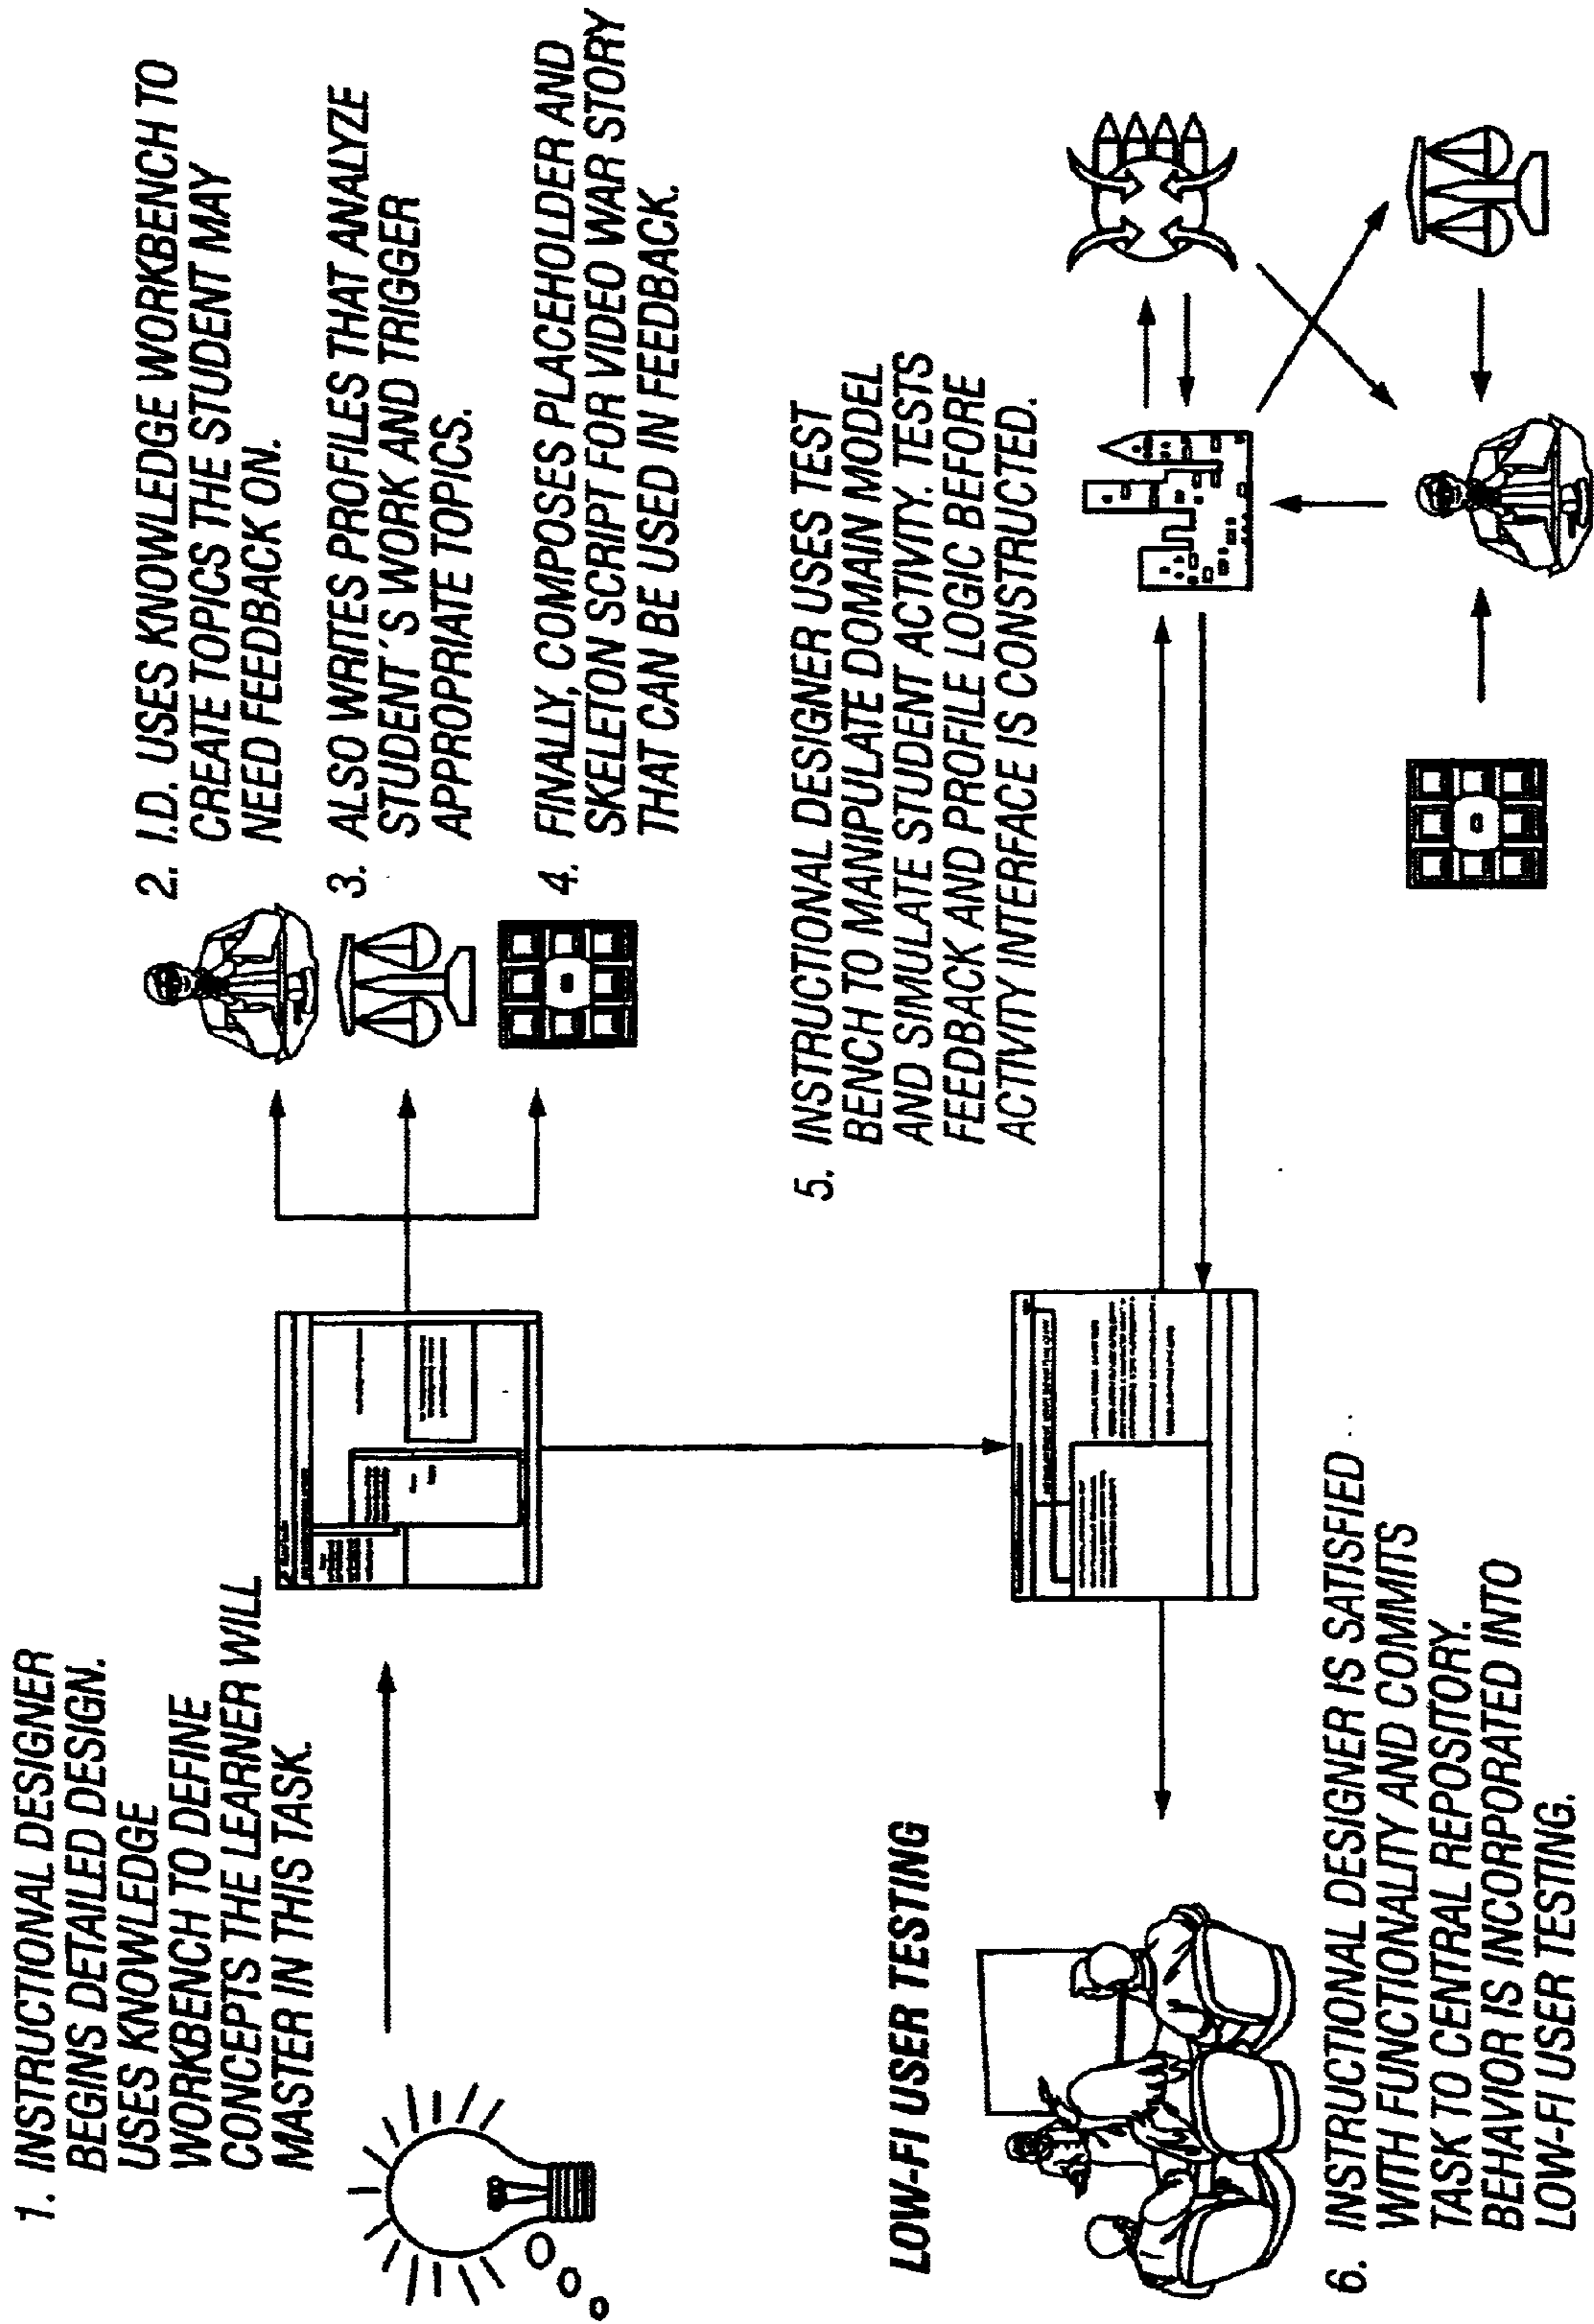 1. INSTRUCTIONAL DESIGNER
BEGINS DETAILED DESIGN.
USES KNOWLEDGE
WORKBENCH TO DEFINE
CONCEPTS THE LEARNER WILL
MASTER IN THIS TASK.
2. I.D. USES KNOWLEDGE WORKBENCH TO
CREATE TOPICS THE STUDENT MAY
NEED FEEDBACK ON.
3. ALSO WRITES PROFILES THAT ANALYZE
STUDENT´S WORK AND TRIGGER
APPROPRIATE TOPICS.
4. FINALLY, COMPOSES PLACEHOLDER AND
SKELETON SCRIPT FOR VIDEO WAR STORY
THAT CAN BE USED IN FEEDBACK.
5. INSTRUCTIONAL DESIGNER USES TEST
BENCH TO MANIPULATE DOMAIN MODEL
AND SIMULATE STUDENT ACTIVITY. TESTS
FEEDBACK AND PROFILE LOGIC BEFORE
ACTIVITY INTERFACE IS CONSTRUCTED.
LOW-FI USER TESTING
6. INSTRUCTIONAL DESIGNER IS SATISFIED
WITH FUNCTIONALITY AND COMMITS
TASK TO CENTRAL REPOSITORY.
BEHAVIOR IS INCORPORATED INTO
LOW-FI USER TESTING.